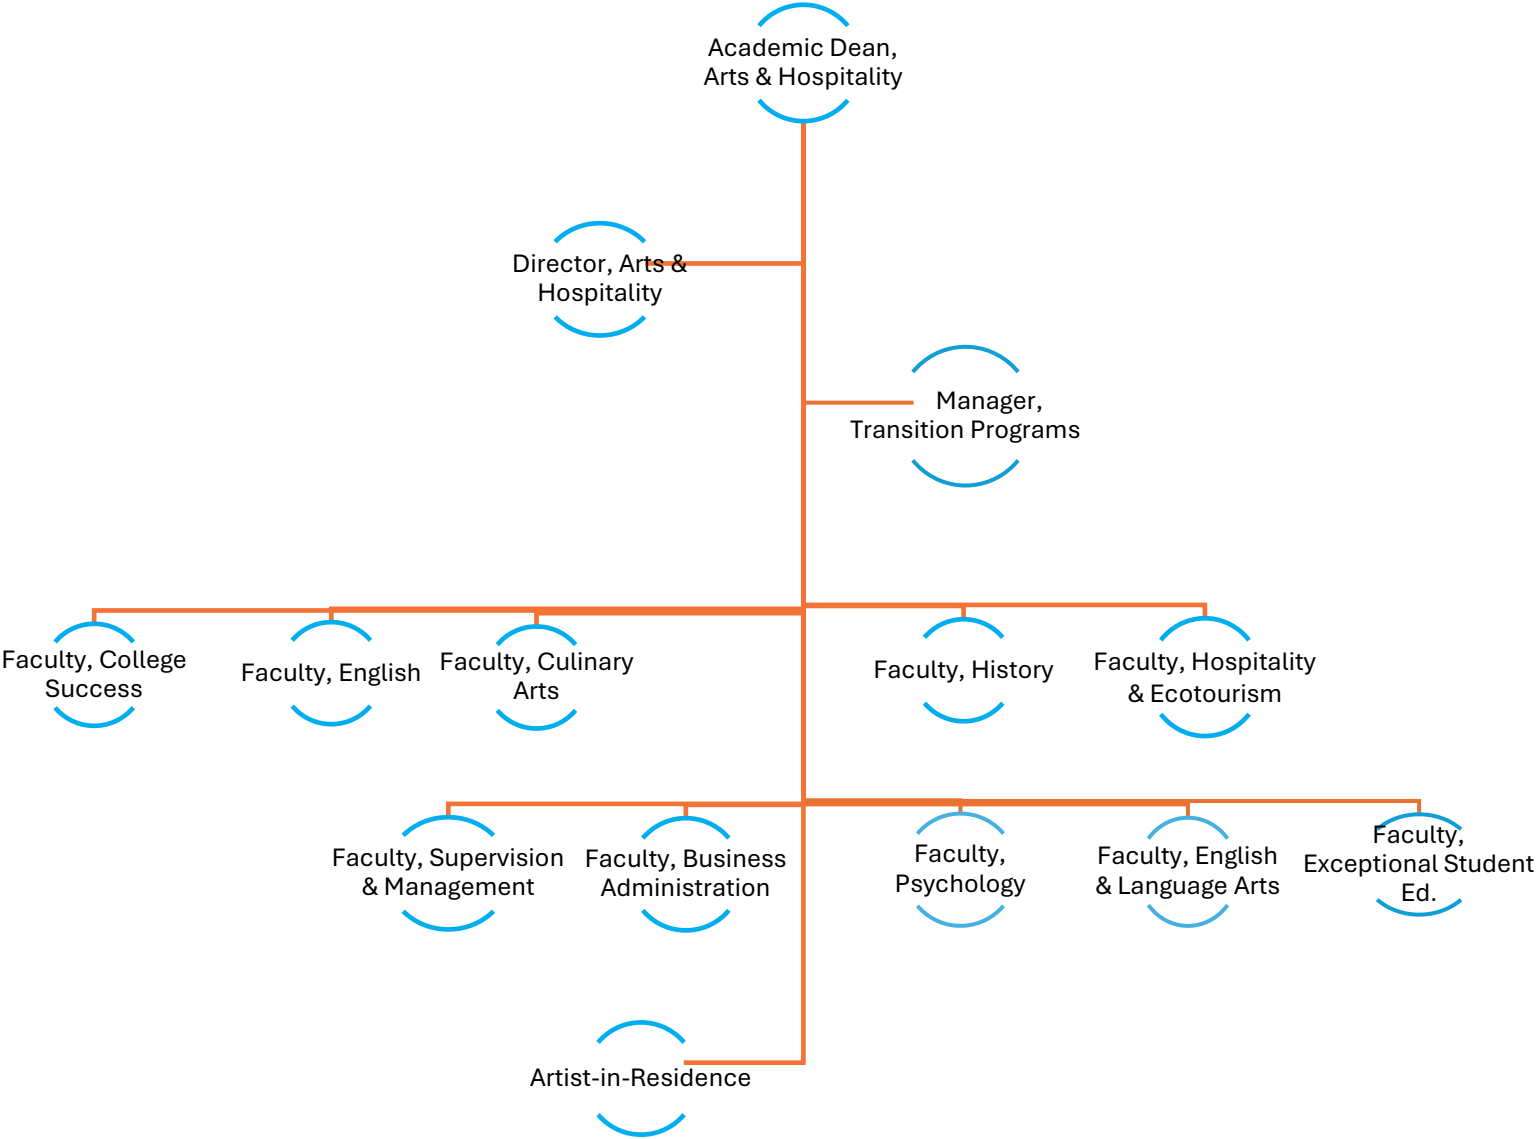 Academic Dean,
Arts & Hospitality
Director, Arts &
Hospitality
Manager,
Transition Programs
Faculty, College
Success
Faculty, English
Faculty, Culinary
Arts
Faculty, History
Faculty, Hospitality
& Ecotourism
Faculty, Supervision
& Management
Faculty, Business
Administration
Faculty,
Psychology
Faculty, English
& Language Arts
Faculty,
Exceptional Student
Ed.
Artist-in-Residence